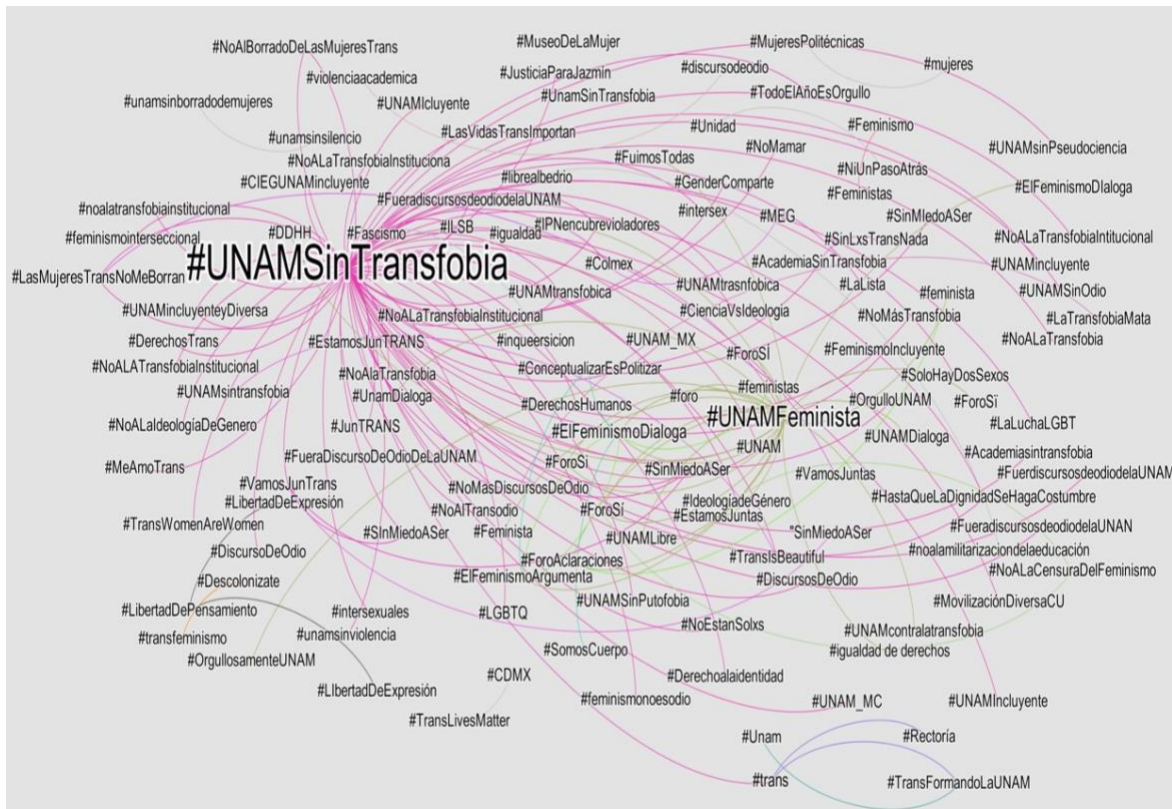 #NoAlBorradoDeLasMujeresTrans
#MuseoDeLaMujer
#MujeresPolitécnicas
#mujeres
#violenciaacademica
#JusticiaParaJazmín
#discursodeodio
#unamsinborradodemujeres
#UNAMIcluyente
#UnamSinTransfobia
#TodoElAñoEsOrgullo
#unamsinsilencio
#LasVidasTransImportan
#Unidad
#Feminismo
#NoALaTransfobiaInstituciona
#FuimosTodas
#NoMamar
#UNAMsinPseudociencia
#CIEGUNAMincluyente
#librealbedrio
#GenderComparte
#NiUnPasoAtrás
#Feministas
#ElFeminismoDIaloga
#noalatransfobiainstitucional
#FueradiscursosdeodiodelaUNAM
#intersex
#MEG
#SinMIedoASer
#feminismointerseccional
#DDHH
#Fascismo
#ILSB
#igualdad
#IPNencubrevioladores
#SinLxsTransNada
#NoALaTransfobiaIntitucional
#LasMujeresTransNoMeBorran
#UNAMSinTransfobia
#Colmex
#AcademiaSinTransfobia
#UNAMincluyente
#UNAMtransfobica
#UNAMtrasnfobica
#LaLista
#feminista
#UNAMSinOdio
#UNAMincluyenteyDiversa
#NoALaTransfobiaInstitucional
#CienciaVsIdeologia
#NoMásTransfobia
#LaTransfobiaMata
#DerechosTrans
#EstamosJunTRANS
#inqueersicion
#UNAM_MX
#ForoSÍ
#FeminismoIncluyente
#NoALaTransfobia
#NoALATransfobiaInstitucional
#NoAlaTransfobia
#ConceptualizarEsPolitizar
#feministas
#SoloHayDosSexos
#UNAMsintransfobia
#UnamDialoga
#DerechosHumanos
#foro
#UNAMFeminista
#OrgulloUNAM
#ForoSï
#NoALaIdeologíaDeGenero
#JunTRANS
#ElFeminismoDialoga
#UNAM
#UNAMDialoga
#LaLuchaLGBT
#MeAmoTrans
#FueraDiscursoDeOdioDeLaUNAM
#ForoSi
#SinMiedoASer
#VamosJuntas
#Academiasintransfobia
#FuerdiscursosdeodiodelaUNAM
#VamosJunTrans
#NoMasDiscursosDeOdio
#IdeologíadeGénero
#HastaQueLaDignidadSeHagaCostumbre
#LibertadDeExpresión
#NoAlTransodio
#ForoSí
#EstamosJuntas
#TransWomenAreWomen
#SInMiedoASer
#Feminista
#UNAMLibre
"SinMiedoASer
#FueradiscursosdeodiodelaUNAN
#DiscursoDeOdio
#ForoAclaraciones
#TransIsBeautiful
#noalamilitarizaciondelaeducación
#Descolonizate
#ElFeminismoArgumenta
#DiscursosDeOdio
#NoALaCensuraDelFeminismo
#LibertadDePensamiento
#intersexuales
#LGBTQ
#UNAMSinPutofobia
#MovilizaciónDiversaCU
#transfeminismo
#unamsinviolencia
#NoEstanSolxs
#UNAMcontralatransfobia
#OrgullosamenteUNAM
#SomosCuerpo
#igualdad de derechos
#LIbertadDeExpresión
#CDMX
#Derechoalaidentidad
#feminismonoesodio
#UNAM_MC
#UNAMIncluyente
#TransLivesMatter
#Unam
#Rectoría
#trans
#TransFormandoLaUNAM